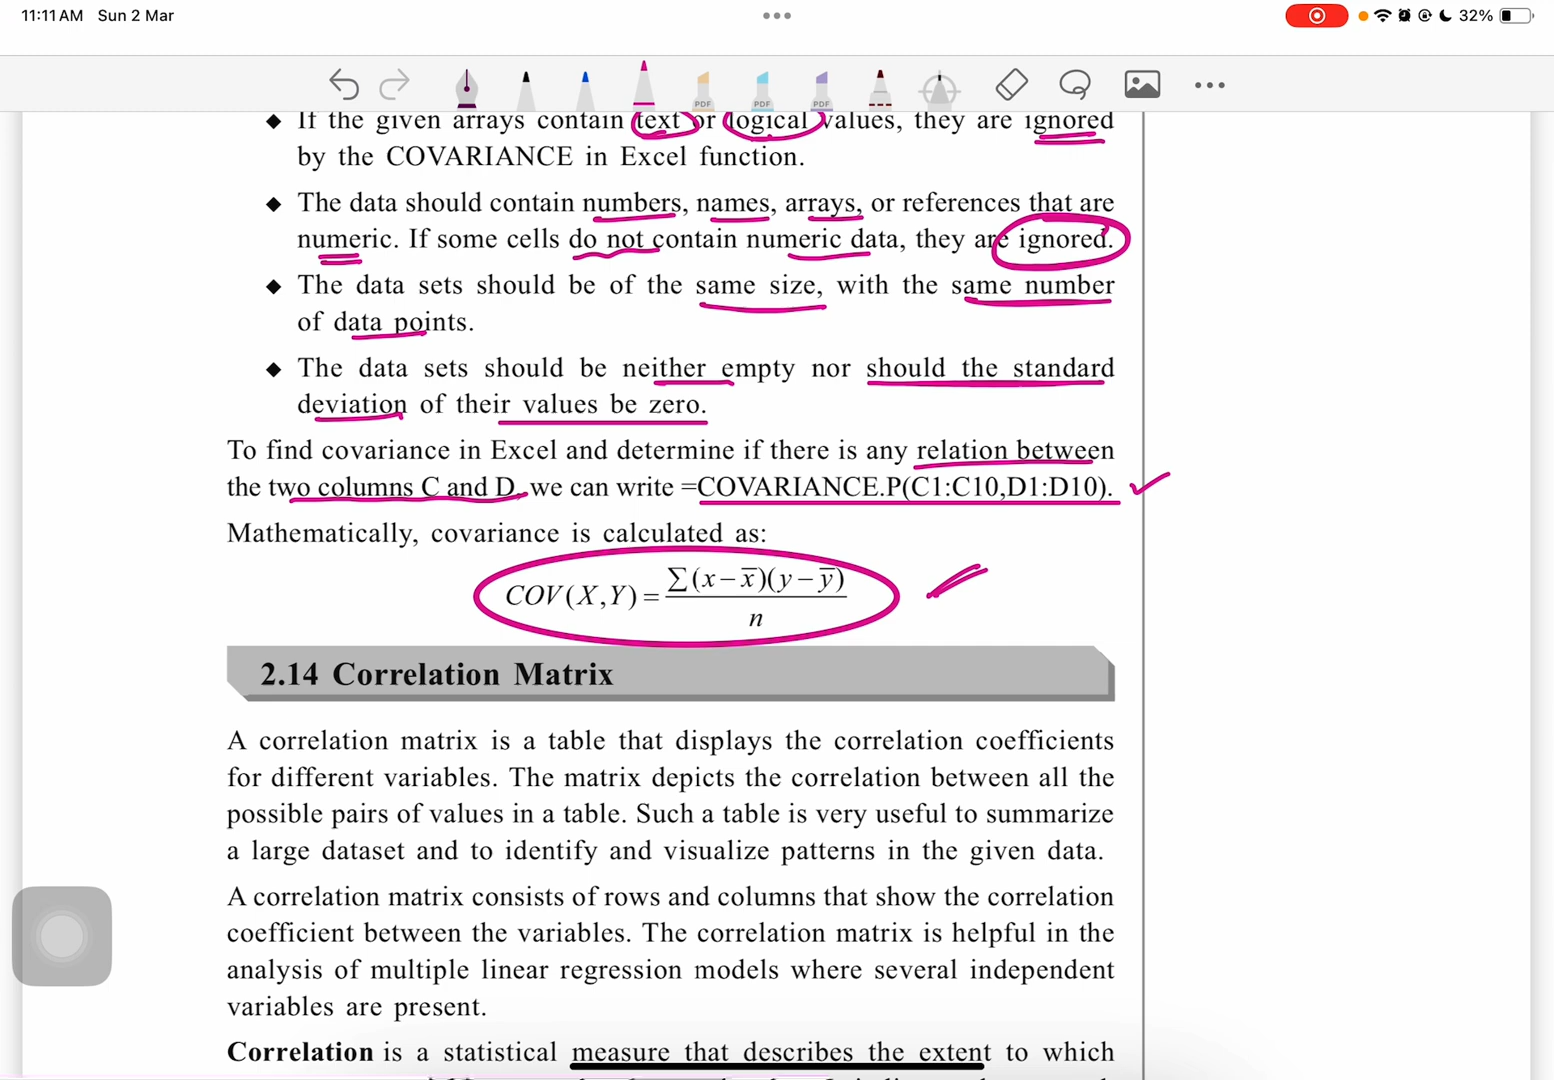 11:11 AM Sun 2 Mar
32%
PDF PDF PDF
◆ If the given arrays contain text or logical values, they are ignored
by the COVARIANCE in Excel function.
◆ The data should contain numbers, names, arrays, or references that are
numeric. If some cells do not contain numeric data, they are ignored.
◆ The data sets should be of the same size, with the same number
of data points.
◆ The data sets should be neither empty nor should the standard
deviation of their values be zero.
To find covariance in Excel and determine if there is any relation between
the two columns C and D, we can write =COVARIANCE.P(C1:C10,D1:D10).
Mathematically, covariance is calculated as:
COV(X,Y) = ∑(x − x̅)(y − y̅) / n
2.14 Correlation Matrix
A correlation matrix is a table that displays the correlation coefficients
for different variables. The matrix depicts the correlation between all the
possible pairs of values in a table. Such a table is very useful to summarize
a large dataset and to identify and visualize patterns in the given data.
A correlation matrix consists of rows and columns that show the correlation
coefficient between the variables. The correlation matrix is helpful in the
analysis of multiple linear regression models where several independent
variables are present.
Correlation is a statistical measure that describes the extent to which